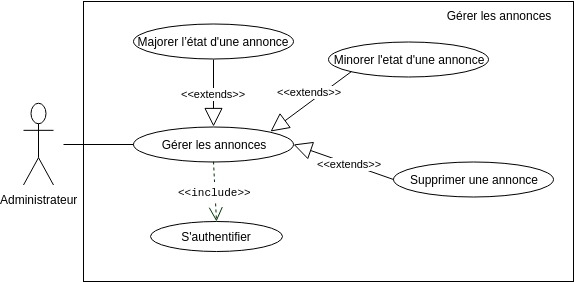 Gérer les annonces
Majorer l'état d'une annonce
Minorer l'etat d'une annonce
<<extends>>
<<extends>>
Gérer les annonces
<<extends>>
Supprimer une annonce
<<include>>
Administrateur
S'authentifier